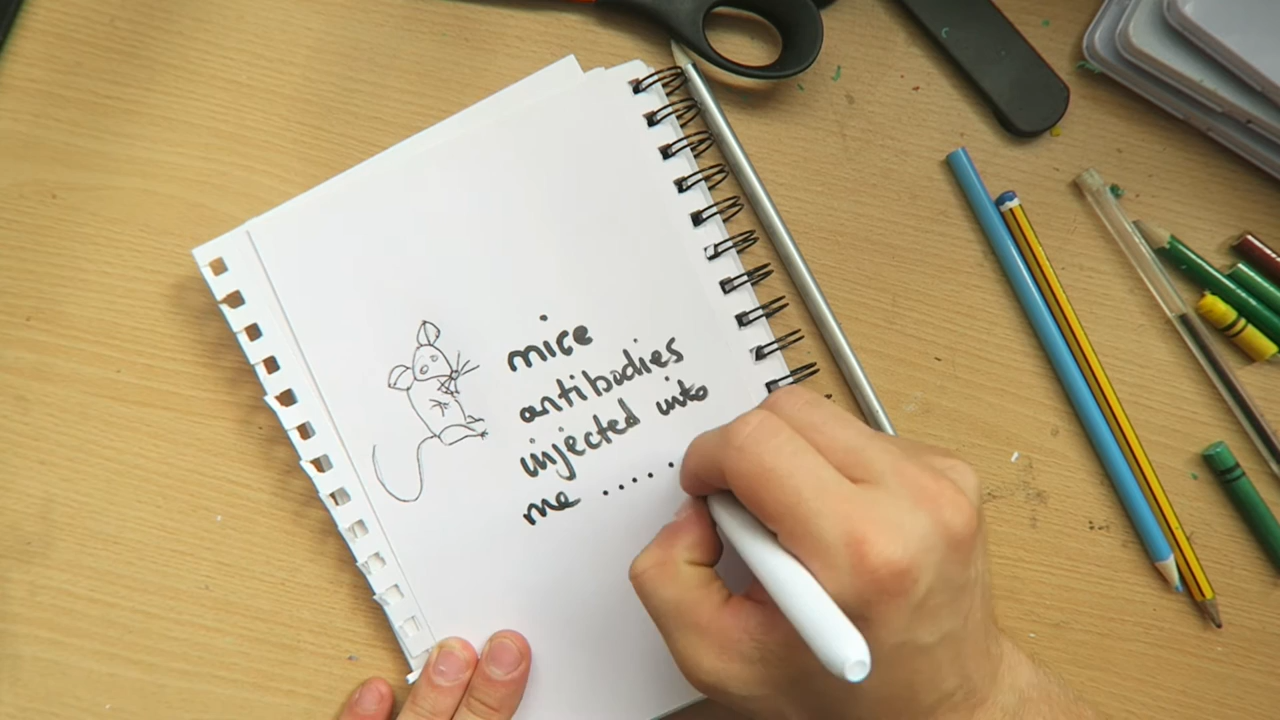 mice
antibodies
injected into
me .....